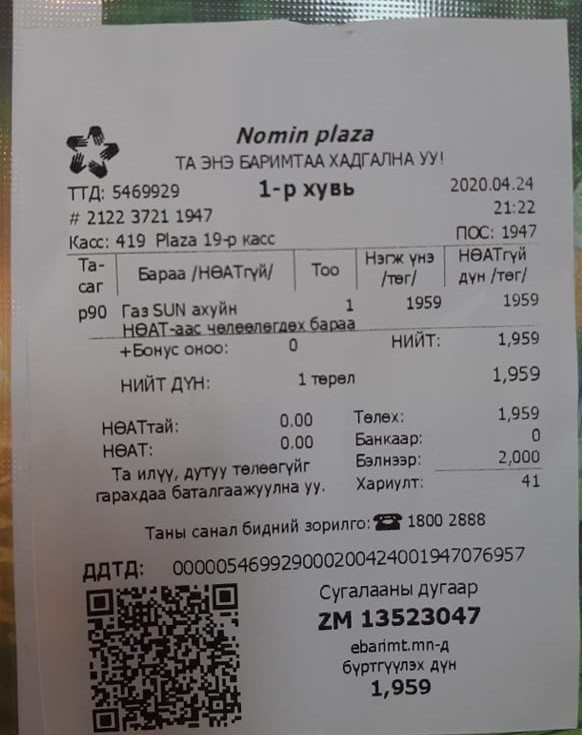 Nomin plaza
ТА ЭНЭ БАРИМТАА ХАДГАЛНА УУ!
ТТД: 5469929 1-р хувь 2020.04.24
# 2122 3721 1947 21:22
Касс: 419 Plaza 19-р касс ПОС: 1947
Та-саг Бараа /НӨАТгүй/ Тоо Нэгж үнэ /төг/ НӨАТгүй дүн /төг/
р90 Газ SUN ахуйн 1 1959 1959
НӨАТ-аас чөлөөлөгдөх бараа
+Бонус оноо: 0 НИЙТ: 1,959
НИЙТ ДҮН: 1 төрөл 1,959
НӨАТтай: 0.00 Төлөх: 1,959
НӨАТ: 0.00 Банкаар: 0
Та илүү, дутуу төлөөгүйг Бэлнээр: 2,000
гарахдаа баталгаажуулна уу. Хариулт: 41
Таны санал бидний зорилго: ☎ 1800 2888
ДДТД: 000005469929000200424001947076957
Сугалааны дугаар
ZM 13523047
ebarimt.mn-д
бүртгүүлэх дүн
1,959